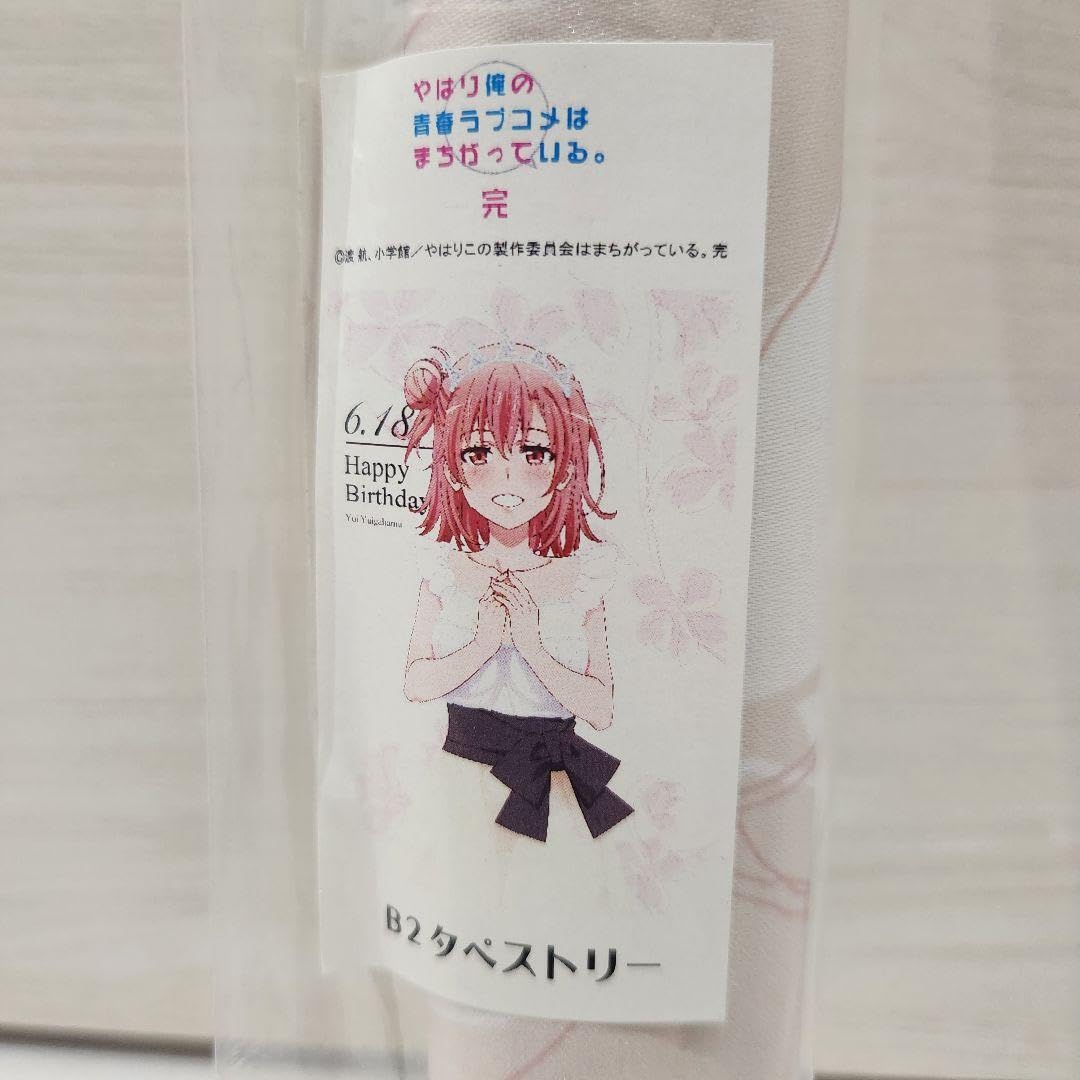 やはり俺の
青春ラブコメは
まちがっている。
完
©渡 航、小学館／やはりこの製作委員会はまちがっている。完
6.18
Happy
Birthday
Yui Yuigahama
B2タペストリー